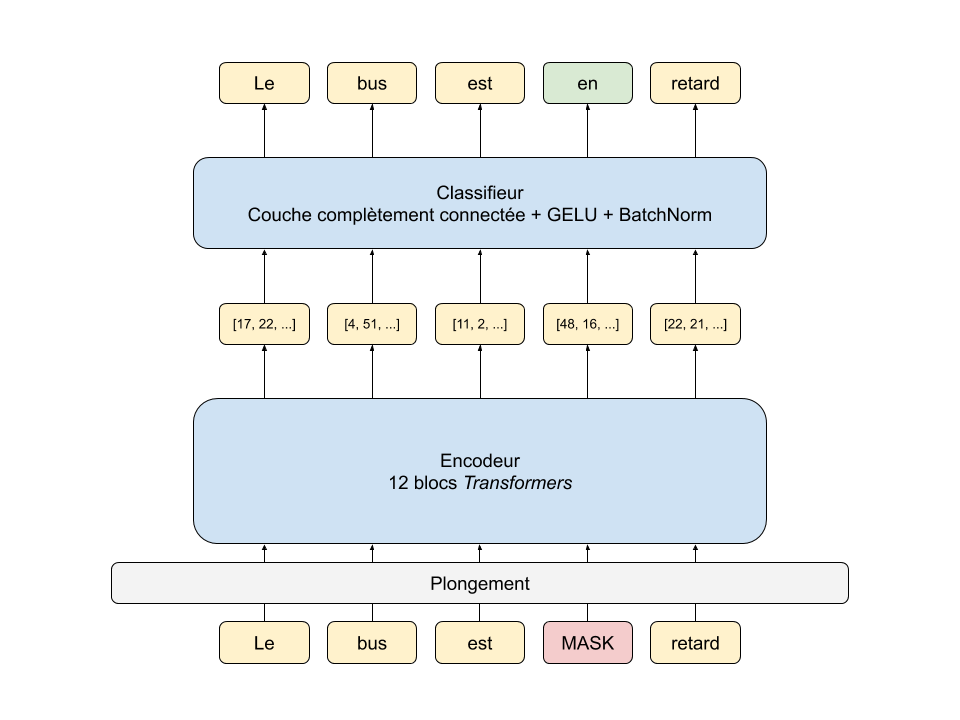 Le bus est en retard
Classifieur
Couche complètement connectée + GELU + BatchNorm
[17, 22, ...] [4, 51, ...] [11, 2, ...] [48, 16, ...] [22, 21, ...]
Encodeur
12 blocs Transformers
Plongement
Le bus est MASK retard